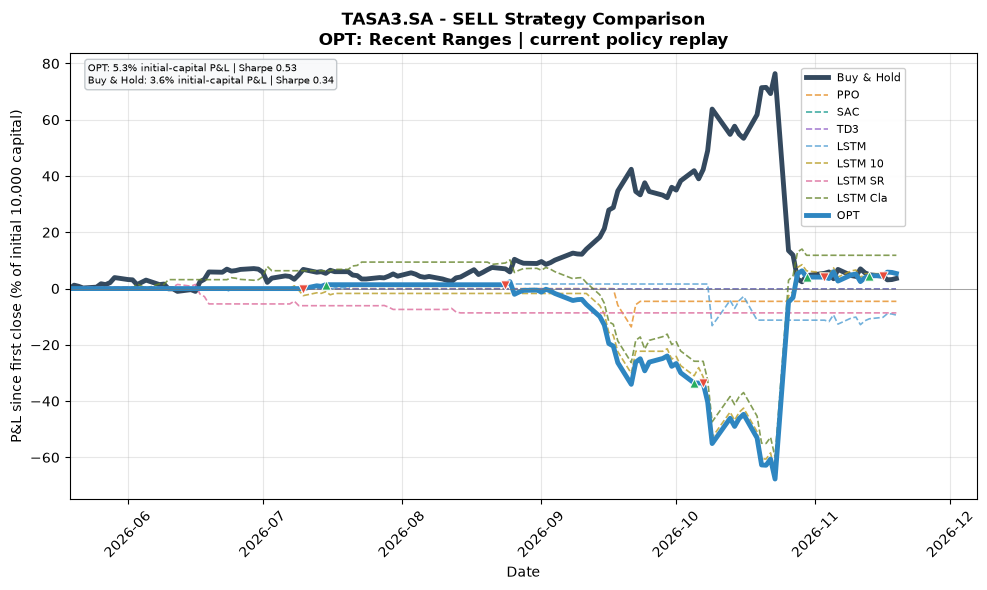 TASA3.SA - SELL Strategy Comparison
OPT: Recent Ranges | current policy replay
OPT: 5.3% initial-capital P&L | Sharpe 0.53
Buy & Hold: 3.6% initial-capital P&L | Sharpe 0.34
Buy & Hold
PPO
SAC
TD3
LSTM
LSTM 10
LSTM SR
LSTM Cla
OPT
P&L since first close (% of initial 10,000 capital)
80
60
40
20
0
−20
−40
−60
2026-06
2026-07
2026-08
2026-09
2026-10
2026-11
2026-12
Date